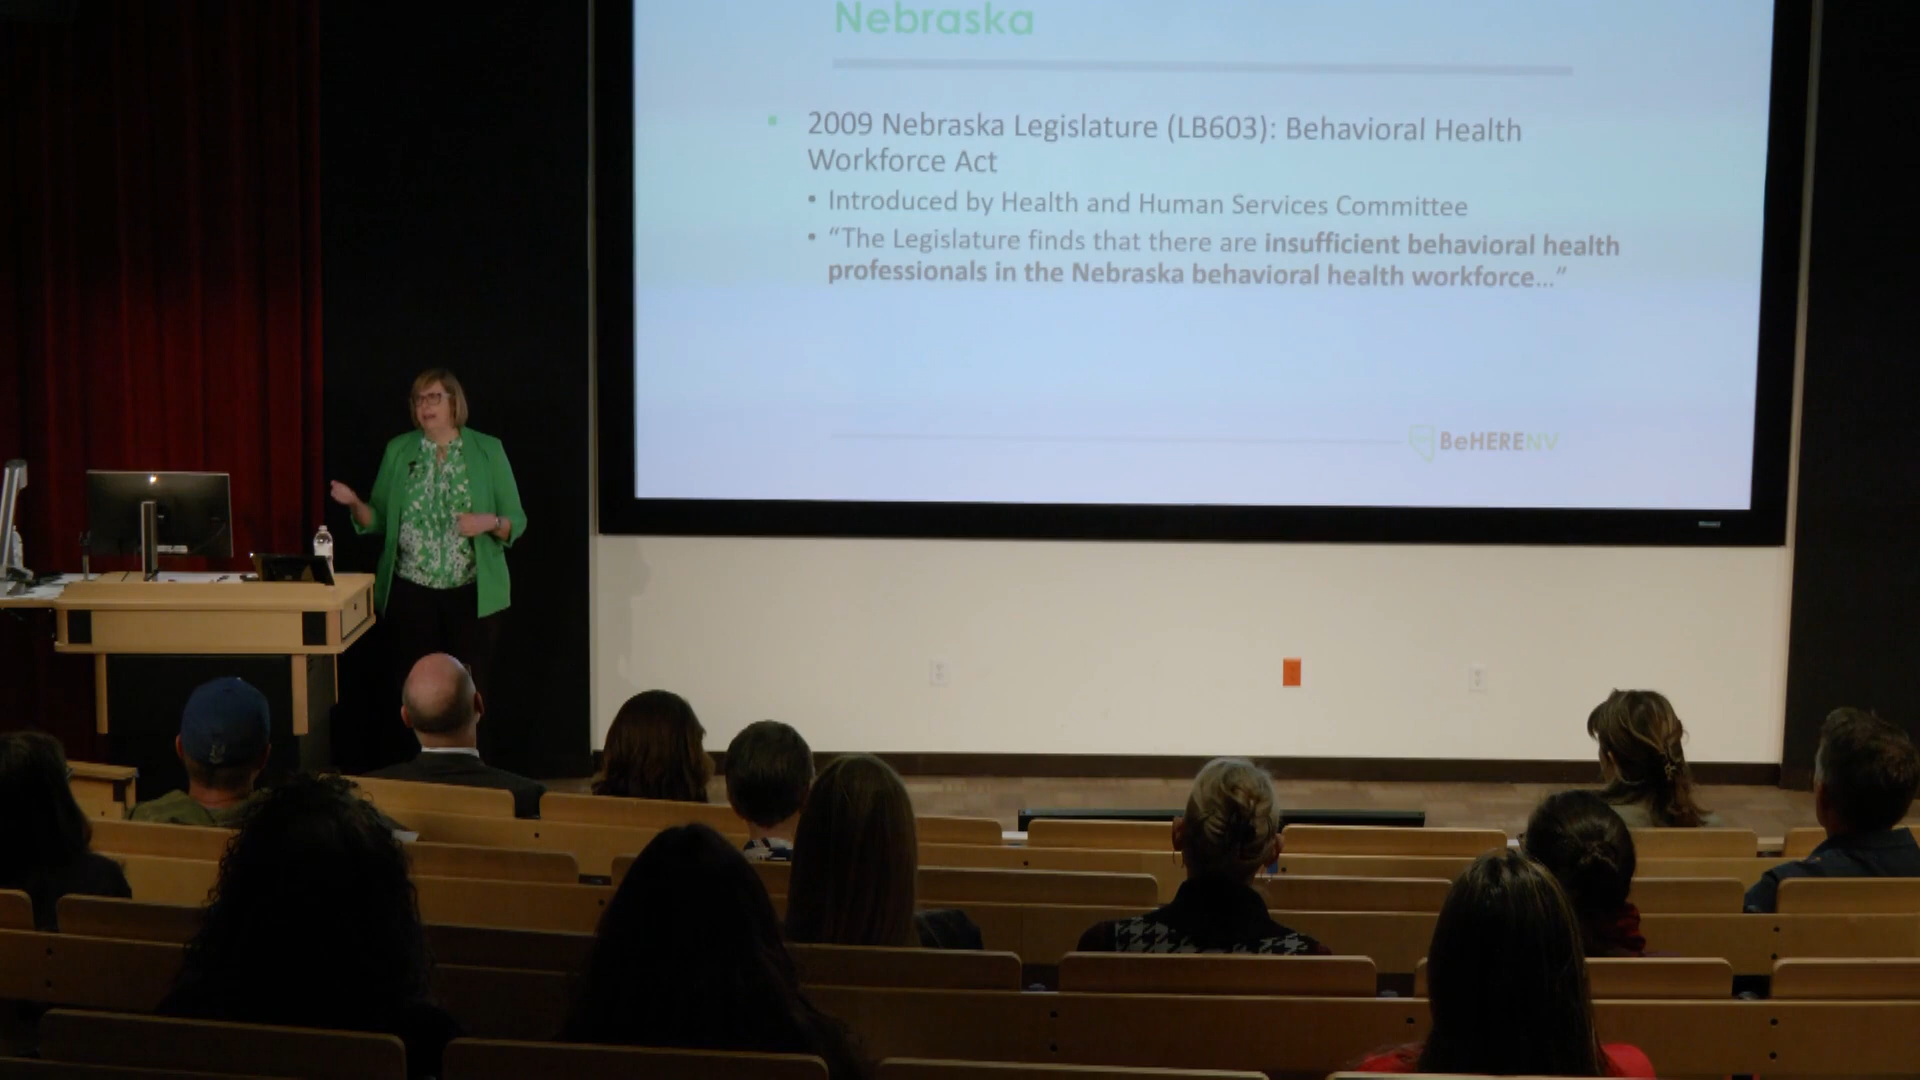 Nebraska
• 2009 Nebraska Legislature (LB603): Behavioral Health
Workforce Act
• Introduced by Health and Human Services Committee
• “The Legislature finds that there are insufficient behavioral health
professionals in the Nebraska behavioral health workforce…”
BeHERENV